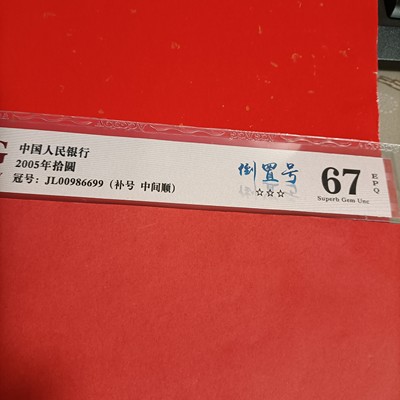 中国人民银行
2005年拾圆
冠号：JL00986699（补号 中间顺）
倒置号
☆☆☆
67
EPQ
Superb Gem Unc